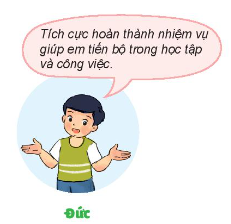 Tích cực hoàn thành nhiệm vụ
giúp em tiến bộ trong học tập
và công việc.
Đức